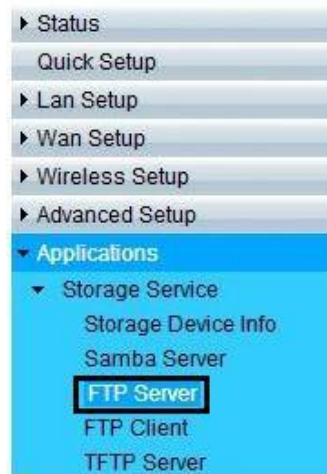 Status
Quick Setup
Lan Setup
Wan Setup
Wireless Setup
Advanced Setup
Applications
Storage Service
Storage Device Info
Samba Server
FTP Server
FTP Client
TFTP Server